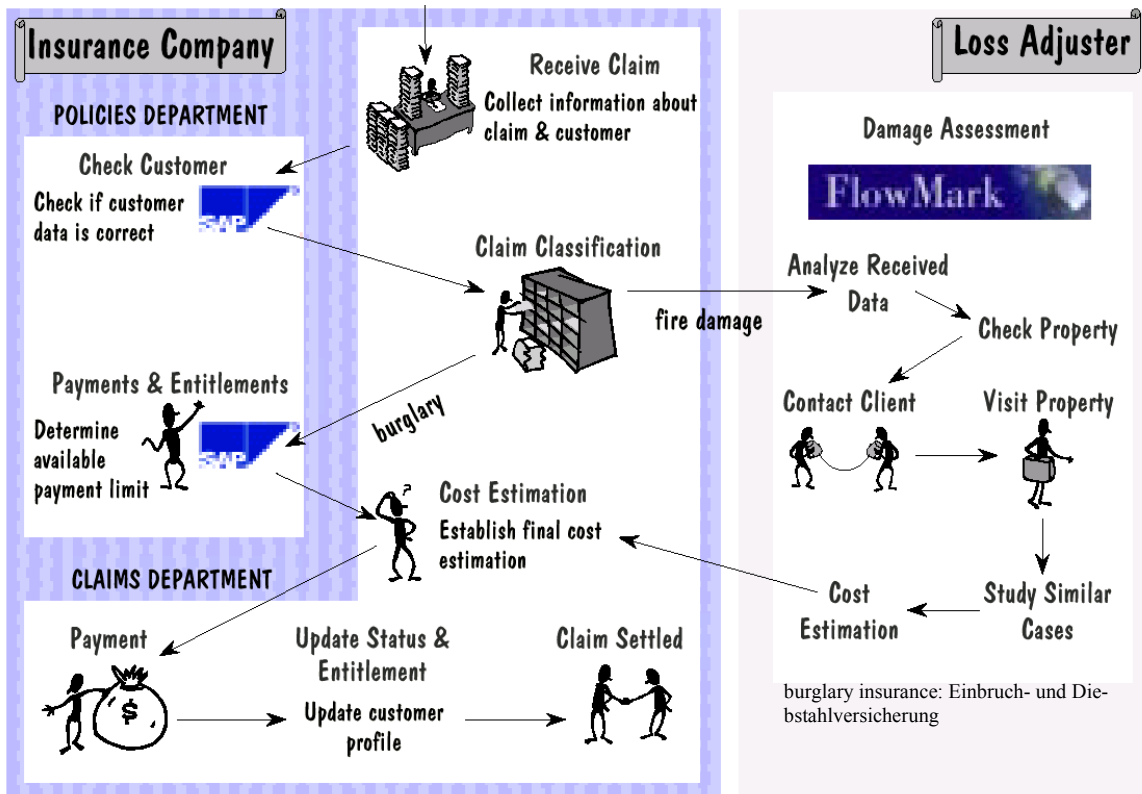 Insurance Company
POLICIES DEPARTMENT
Receive Claim
Collect information about
claim & customer
Check Customer
Check if customer
data is correct
SAP
Claim Classification
fire damage
burglary
Payments & Entitlements
Determine
available
payment limit
SAP
Cost Estimation
Establish final cost
estimation
?
CLAIMS DEPARTMENT
Payment
$
Update Status &
Entitlement
Update customer
profile
Claim Settled
Loss Adjuster
Damage Assessment
FlowMark
Analyze Received
Data
Check Property
Contact Client
Visit Property
Study Similar
Cases
Cost
Estimation
burglary insurance: Einbruch- und Die-
bstahlversicherung